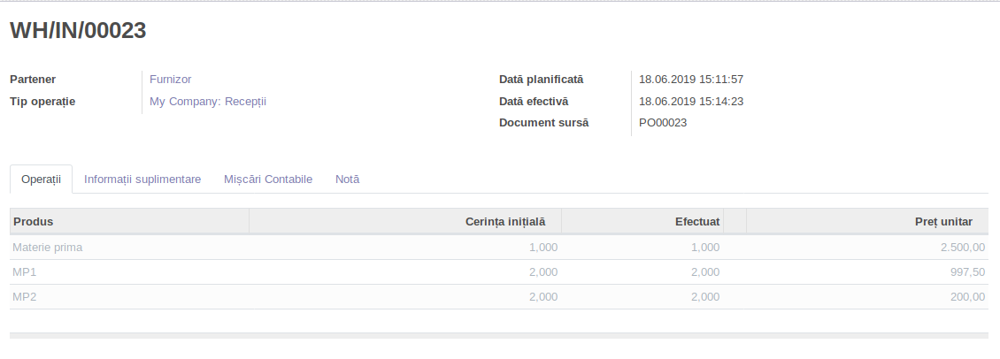 WH/IN/00023
Partener Furnizor Dată planificată 18.06.2019 15:11:57
Tip operație My Company: Recepții Dată efectivă 18.06.2019 15:14:23
Document sursă PO00023
Operații Informații suplimentare Mișcări Contabile Notă
Produs Cerința inițială Efectuat Preț unitar
Materie prima 1,000 1,000 2.500,00
MP1 2,000 2,000 997,50
MP2 2,000 2,000 200,00